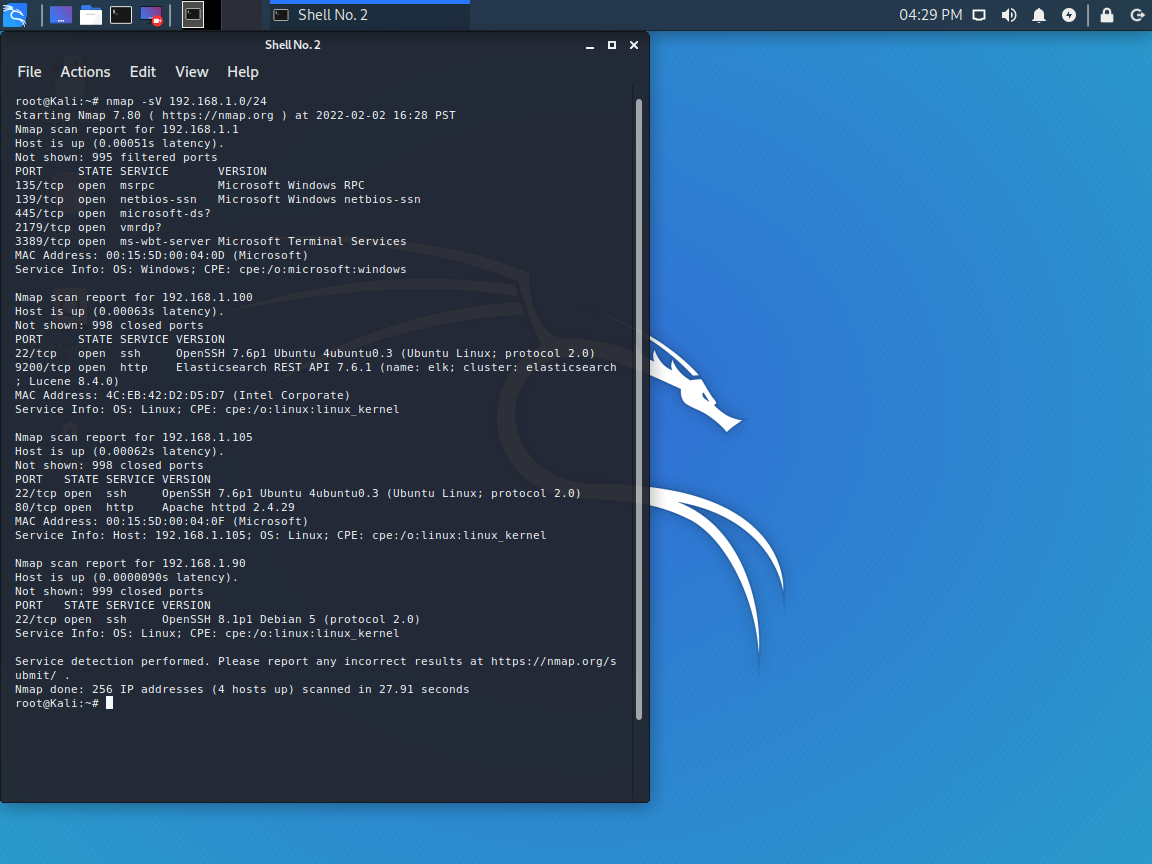 Shell No. 2
04:29 PM
Shell No. 2
File Actions Edit View Help
root@Kali:~# nmap -sV 192.168.1.0/24
Starting Nmap 7.80 ( https://nmap.org ) at 2022-02-02 16:28 PST
Nmap scan report for 192.168.1.1
Host is up (0.00051s latency).
Not shown: 995 filtered ports
PORT     STATE SERVICE       VERSION
135/tcp  open  msrpc         Microsoft Windows RPC
139/tcp  open  netbios-ssn   Microsoft Windows netbios-ssn
445/tcp  open  microsoft-ds?
2179/tcp open  vmrdp?
3389/tcp open  ms-wbt-server Microsoft Terminal Services
MAC Address: 00:15:5D:00:04:0D (Microsoft)
Service Info: OS: Windows; CPE: cpe:/o:microsoft:windows

Nmap scan report for 192.168.1.100
Host is up (0.00063s latency).
Not shown: 998 closed ports
PORT     STATE SERVICE VERSION
22/tcp   open  ssh     OpenSSH 7.6p1 Ubuntu 4ubuntu0.3 (Ubuntu Linux; protocol 2.0)
9200/tcp open  http    Elasticsearch REST API 7.6.1 (name: elk; cluster: elasticsearch
; Lucene 8.4.0)
MAC Address: 4C:EB:42:D2:D5:D7 (Intel Corporate)
Service Info: OS: Linux; CPE: cpe:/o:linux:linux_kernel

Nmap scan report for 192.168.1.105
Host is up (0.00062s latency).
Not shown: 998 closed ports
PORT   STATE SERVICE VERSION
22/tcp open  ssh     OpenSSH 7.6p1 Ubuntu 4ubuntu0.3 (Ubuntu Linux; protocol 2.0)
80/tcp open  http    Apache httpd 2.4.29
MAC Address: 00:15:5D:00:04:0F (Microsoft)
Service Info: Host: 192.168.1.105; OS: Linux; CPE: cpe:/o:linux:linux_kernel

Nmap scan report for 192.168.1.90
Host is up (0.0000090s latency).
Not shown: 999 closed ports
PORT   STATE SERVICE VERSION
22/tcp open  ssh     OpenSSH 8.1p1 Debian 5 (protocol 2.0)
Service Info: OS: Linux; CPE: cpe:/o:linux:linux_kernel

Service detection performed. Please report any incorrect results at https://nmap.org/s
ubmit/ .
Nmap done: 256 IP addresses (4 hosts up) scanned in 27.91 seconds
root@Kali:~#